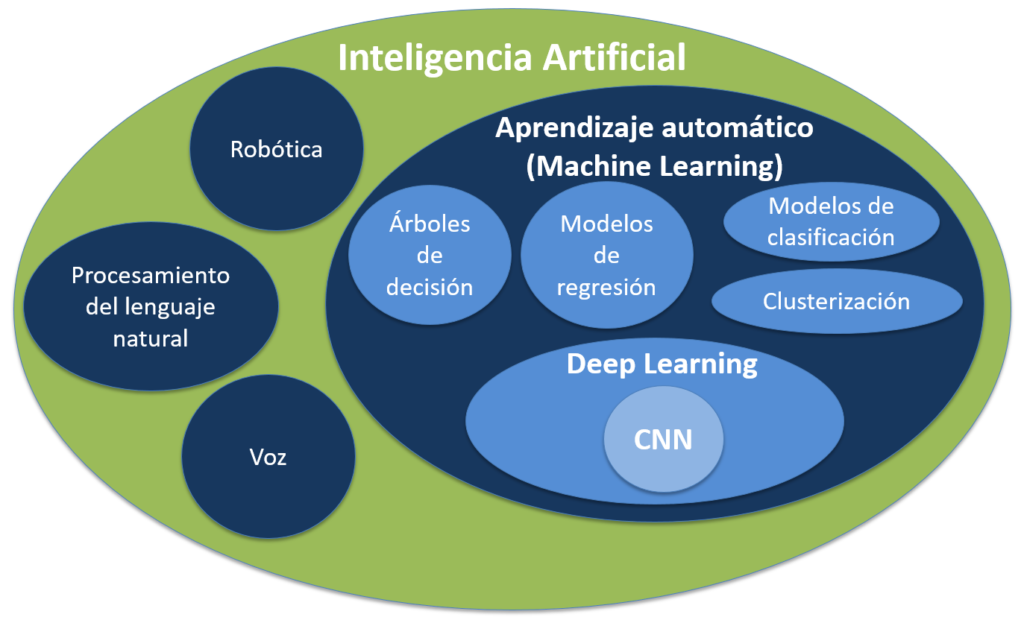 Inteligencia Artificial
Robótica
Procesamiento
del lenguaje
natural
Voz
Aprendizaje automático
(Machine Learning)
Árboles
de
decisión
Modelos
de
regresión
Modelos de
clasificación
Clusterización
Deep Learning
CNN